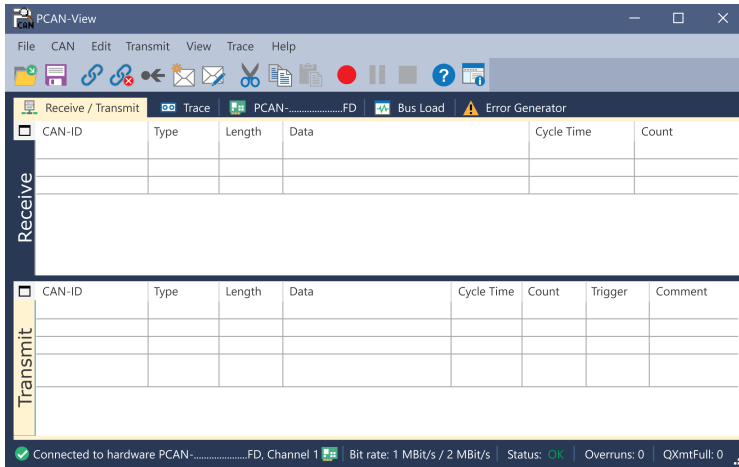 PCAN-View
File CAN Edit Transmit View Trace Help
Receive / Transmit Trace PCAN-.....................FD Bus Load Error Generator
CAN-ID Type Length Data Cycle Time Count
Receive
CAN-ID Type Length Data Cycle Time Count Trigger Comment
Transmit
Connected to hardware PCAN-.....................FD, Channel 1 Bit rate: 1 MBit/s / 2 MBit/s Status: OK Overruns: 0 QXmtFull: 0